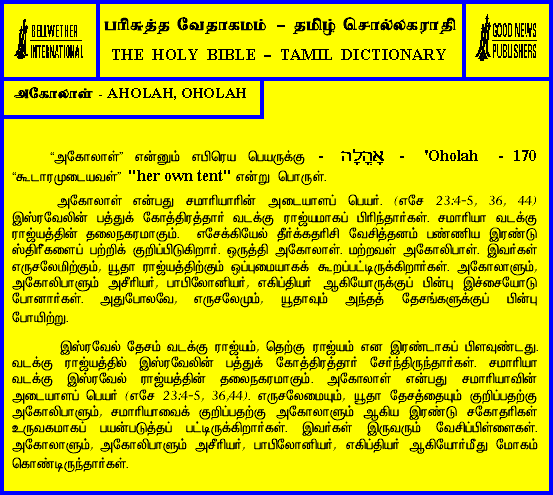 BELLWETHER
INTERNATIONAL
பரிசுத்த வேதாகமம் – தமிழ் சொல்லகராதி
THE HOLY BIBLE – TAMIL DICTIONARY
GOOD NEWS
PUBLISHERS
அகோலாள் - AHOLAH, OHOLAH
“அகோலாள்” என்னும் எபிரெய பெயருக்கு - אָהֳלָה - 'Oholah - 170
“கூடாரமுடையவள்” "her own tent" என்று பொருள்.
அகோலாள் என்பது சமாரியாரின் அடையாளப் பெயர். (எசே 23:4-5, 36, 44)
இஸ்ரவேலின் பத்துக் கோத்திரத்தார் வடக்கு ராஜ்யமாகப் பிரிந்தார்கள். சமாரியா வடக்கு
ராஜ்யத்தின் தலைநகரமாகும். எசேக்கியேல் தீர்க்கதரிசி வேசித்தனம் பண்ணிய இரண்டு
ஸ்திரீகளைப் பற்றிக் குறிப்பிடுகிறார். ஒருத்தி அகோலாள். மற்றவள் அகோலிபாள். இவர்கள்
எருசலேமிற்கும், யூதா ராஜ்யத்திற்கும் ஒப்புமையாகக் கூறப்பட்டிருக்கிறார்கள். அகோலாளும்,
அகோலிபாளும் அசீரியர், பாபிலோனியர், எகிப்தியர் ஆகியோருக்குப் பின்பு இச்சையோடு
போனார்கள். அதுபோலவே, எருசலேமும், யூதாவும் அந்தத் தேசங்களுக்குப் பின்பு
போயிற்று.
இஸ்ரவேல் தேசம் வடக்கு ராஜ்யம், தெற்கு ராஜ்யம் என இரண்டாகப் பிளவுண்டது.
வடக்கு ராஜ்யத்தில் இஸ்ரவேலின் பத்துக் கோத்திரத்தார் சேர்ந்திருந்தார்கள். சமாரியா
வடக்கு இஸ்ரவேல் ராஜ்யத்தின் தலைநகரமாகும். அகோலாள் என்பது சமாரியாவின்
அடையாளப் பெயர் (எசே 23:4-5, 36,44). எருசலேமையும், யூதா தேசத்தையும் குறிப்பதற்கு
அகோலிபாளும், சமாரியாவைக் குறிப்பதற்கு அகோலாளும் ஆகிய இரண்டு சகோதரிகள்
உருவகமாகப் பயன்படுத்தப் பட்டிருக்கிறார்கள். இவர்கள் இருவரும் வேசிப்பிள்ளைகள்.
அகோலாளும், அகோலிபாளும் அசீரியர், பாபிலோனியர், எகிப்தியர் ஆகியோர்மீது மோகம்
கொண்டிருந்தார்கள்.